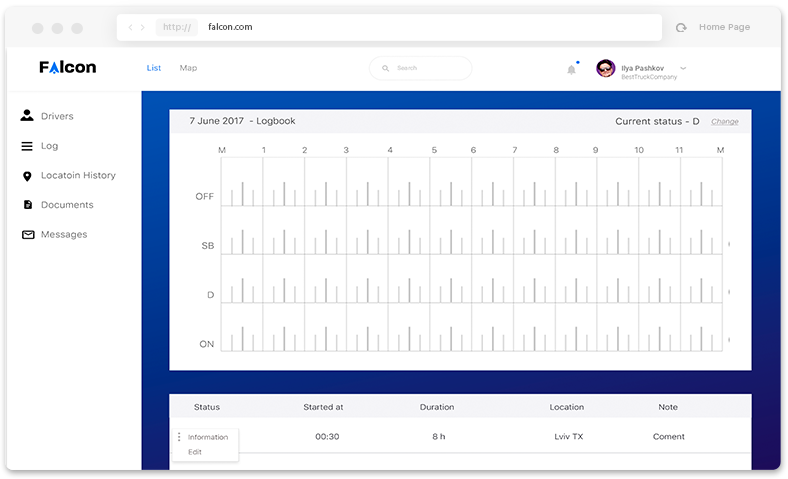 http:// falcon.com Home Page
FAlcon List Map Search Ilya Pashkov
BestTruckCompany
Drivers
Log
Locatoin History
Documents
Messages
7 June 2017 - Logbook Current status - D Change
M 1 2 3 4 5 6 7 8 9 10 11 M
OFF
SB
D
ON
Status Started at Duration Location Note
Information 00:30 8 h Lviv TX Coment
Edit